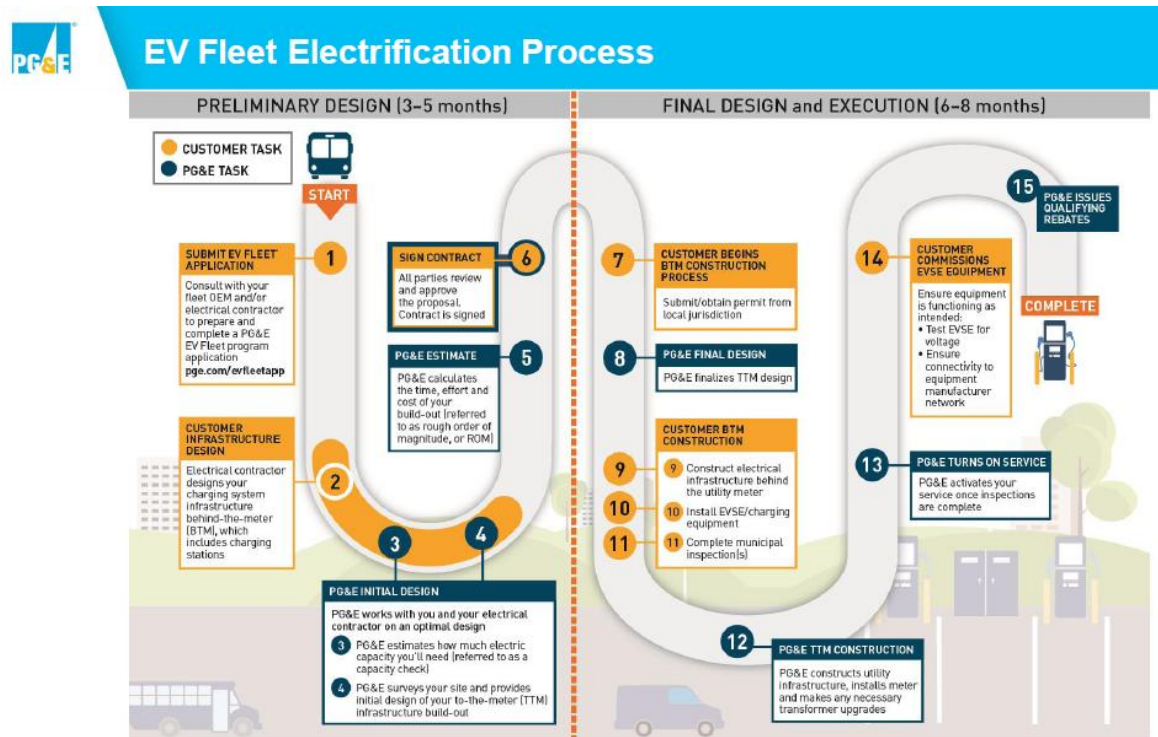 PG&E
EV Fleet Electrification Process
PRELIMINARY DESIGN (3–5 months)
FINAL DESIGN and EXECUTION (6–8 months)
CUSTOMER TASK
PG&E TASK
START
1
SUBMIT EV FLEET
APPLICATION
Consult with your
fleet OEM and/or
electrical contractor
to prepare and
complete a PG&E
EV Fleet program
application
pge.com/evfleetapp
2
CUSTOMER
INFRASTRUCTURE
DESIGN
Electrical contractor
designs your
charging system
infrastructure
behind-the-meter
(BTM), which
includes charging
stations
3
4
PG&E INITIAL DESIGN
PG&E works with you and your electrical
contractor on an optimal design
3 PG&E estimates how much electric
capacity you'll need (referred to as a
capacity check)
4 PG&E surveys your site and provides
initial design of your to-the-meter (TTM)
infrastructure build-out
5
PG&E ESTIMATE
PG&E calculates
the time, effort and
cost of your
build-out (referred
to as rough order of
magnitude, or ROM)
6
SIGN CONTRACT
All parties review
and approve
the proposal.
Contract is signed
7
CUSTOMER BEGINS
BTM CONSTRUCTION
PROCESS
Submit/obtain permit from
local jurisdiction
8
PG&E FINAL DESIGN
PG&E finalizes TTM design
9
10
11
CUSTOMER BTM
CONSTRUCTION
9 Construct electrical
infrastructure behind
the utility meter
10 Install EVSE/charging
equipment
11 Complete municipal
inspection(s)
12
PG&E TTM CONSTRUCTION
PG&E constructs utility
infrastructure, installs meter
and makes any necessary
transformer upgrades
13
PG&E TURNS ON SERVICE
PG&E activates your
service once inspections
are complete
14
CUSTOMER
COMMISSIONS
EVSE EQUIPMENT
Ensure equipment
is functioning as
intended:
• Test EVSE for
voltage
• Ensure
connectivity to
equipment
manufacturer
network
15
PG&E ISSUES
QUALIFYING
REBATES
COMPLETE